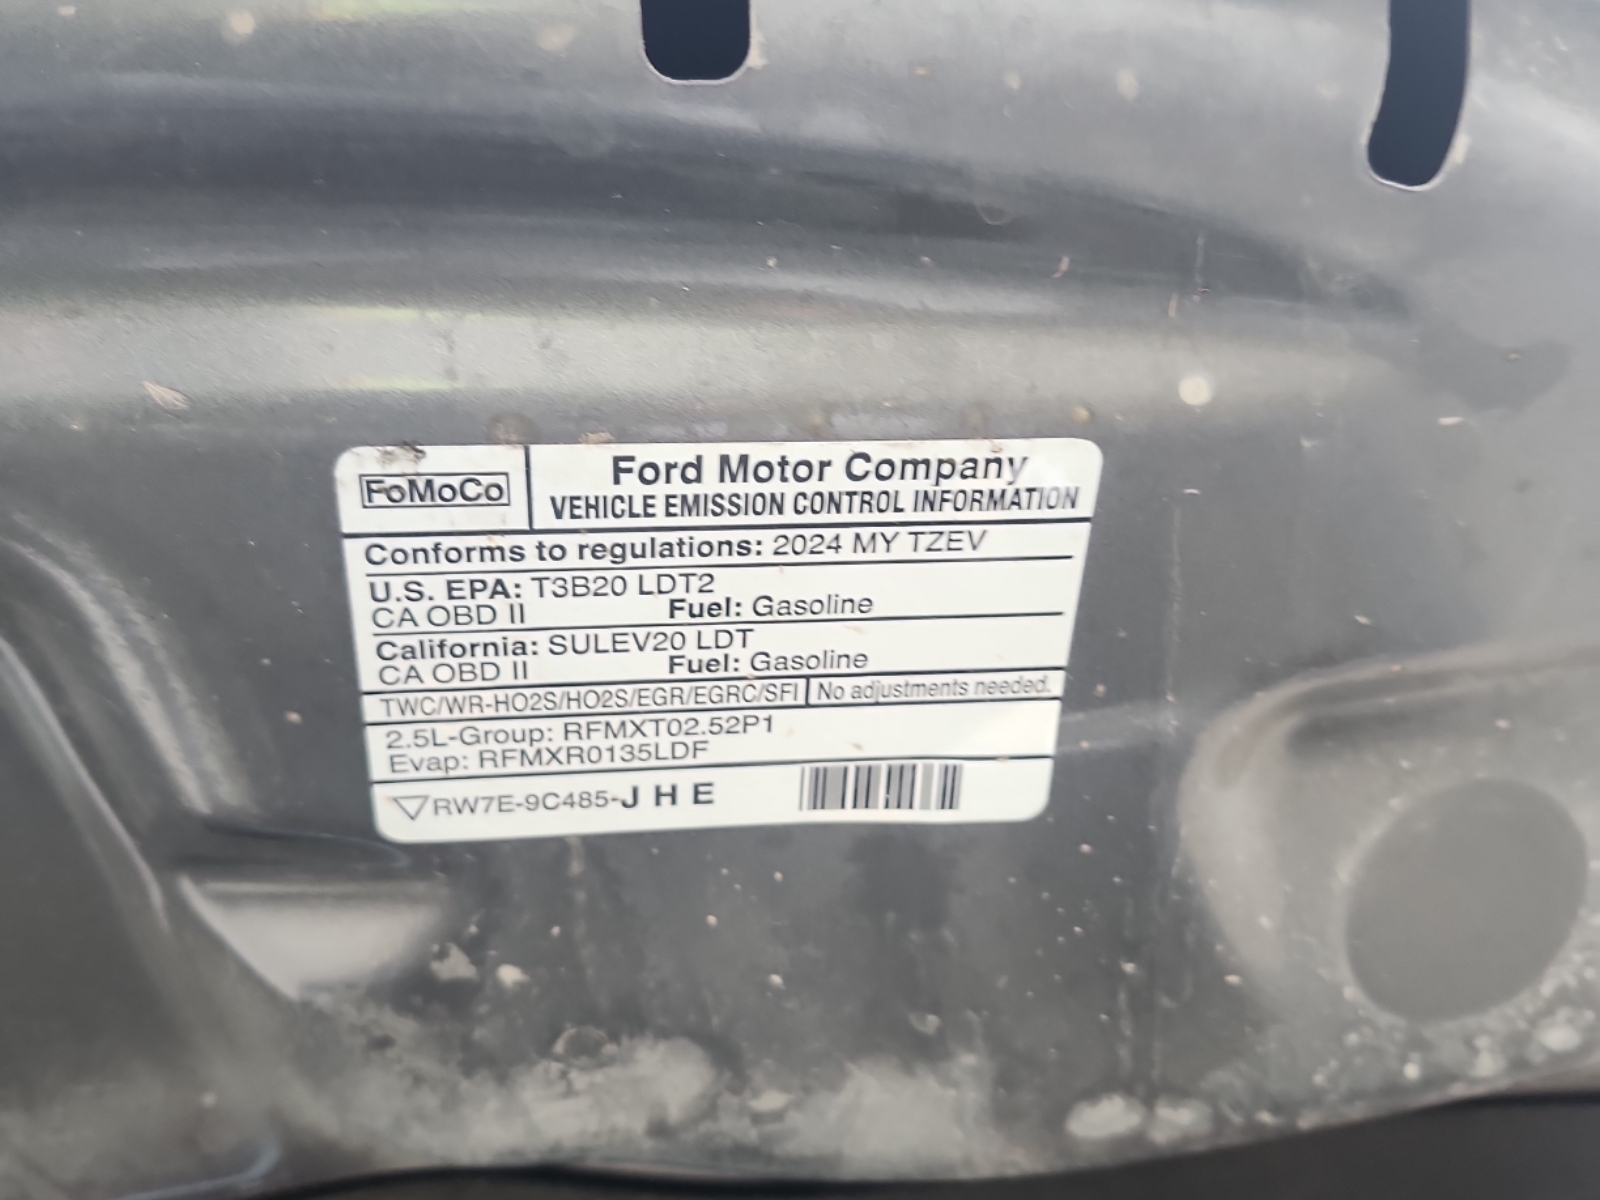 FoMoCo
Ford Motor Company
VEHICLE EMISSION CONTROL INFORMATION
Conforms to regulations: 2024 MY TZEV
U.S. EPA: T3B20 LDT2
CA OBD II Fuel: Gasoline
California: SULEV20 LDT
CA OBD II Fuel: Gasoline
TWC/WR-HO2S/HO2S/EGR/EGRC/SFI No adjustments needed.
2.5L-Group: RFMXT02.52P1
Evap: RFMXR0135LDF
RW7E-9C485-J H E